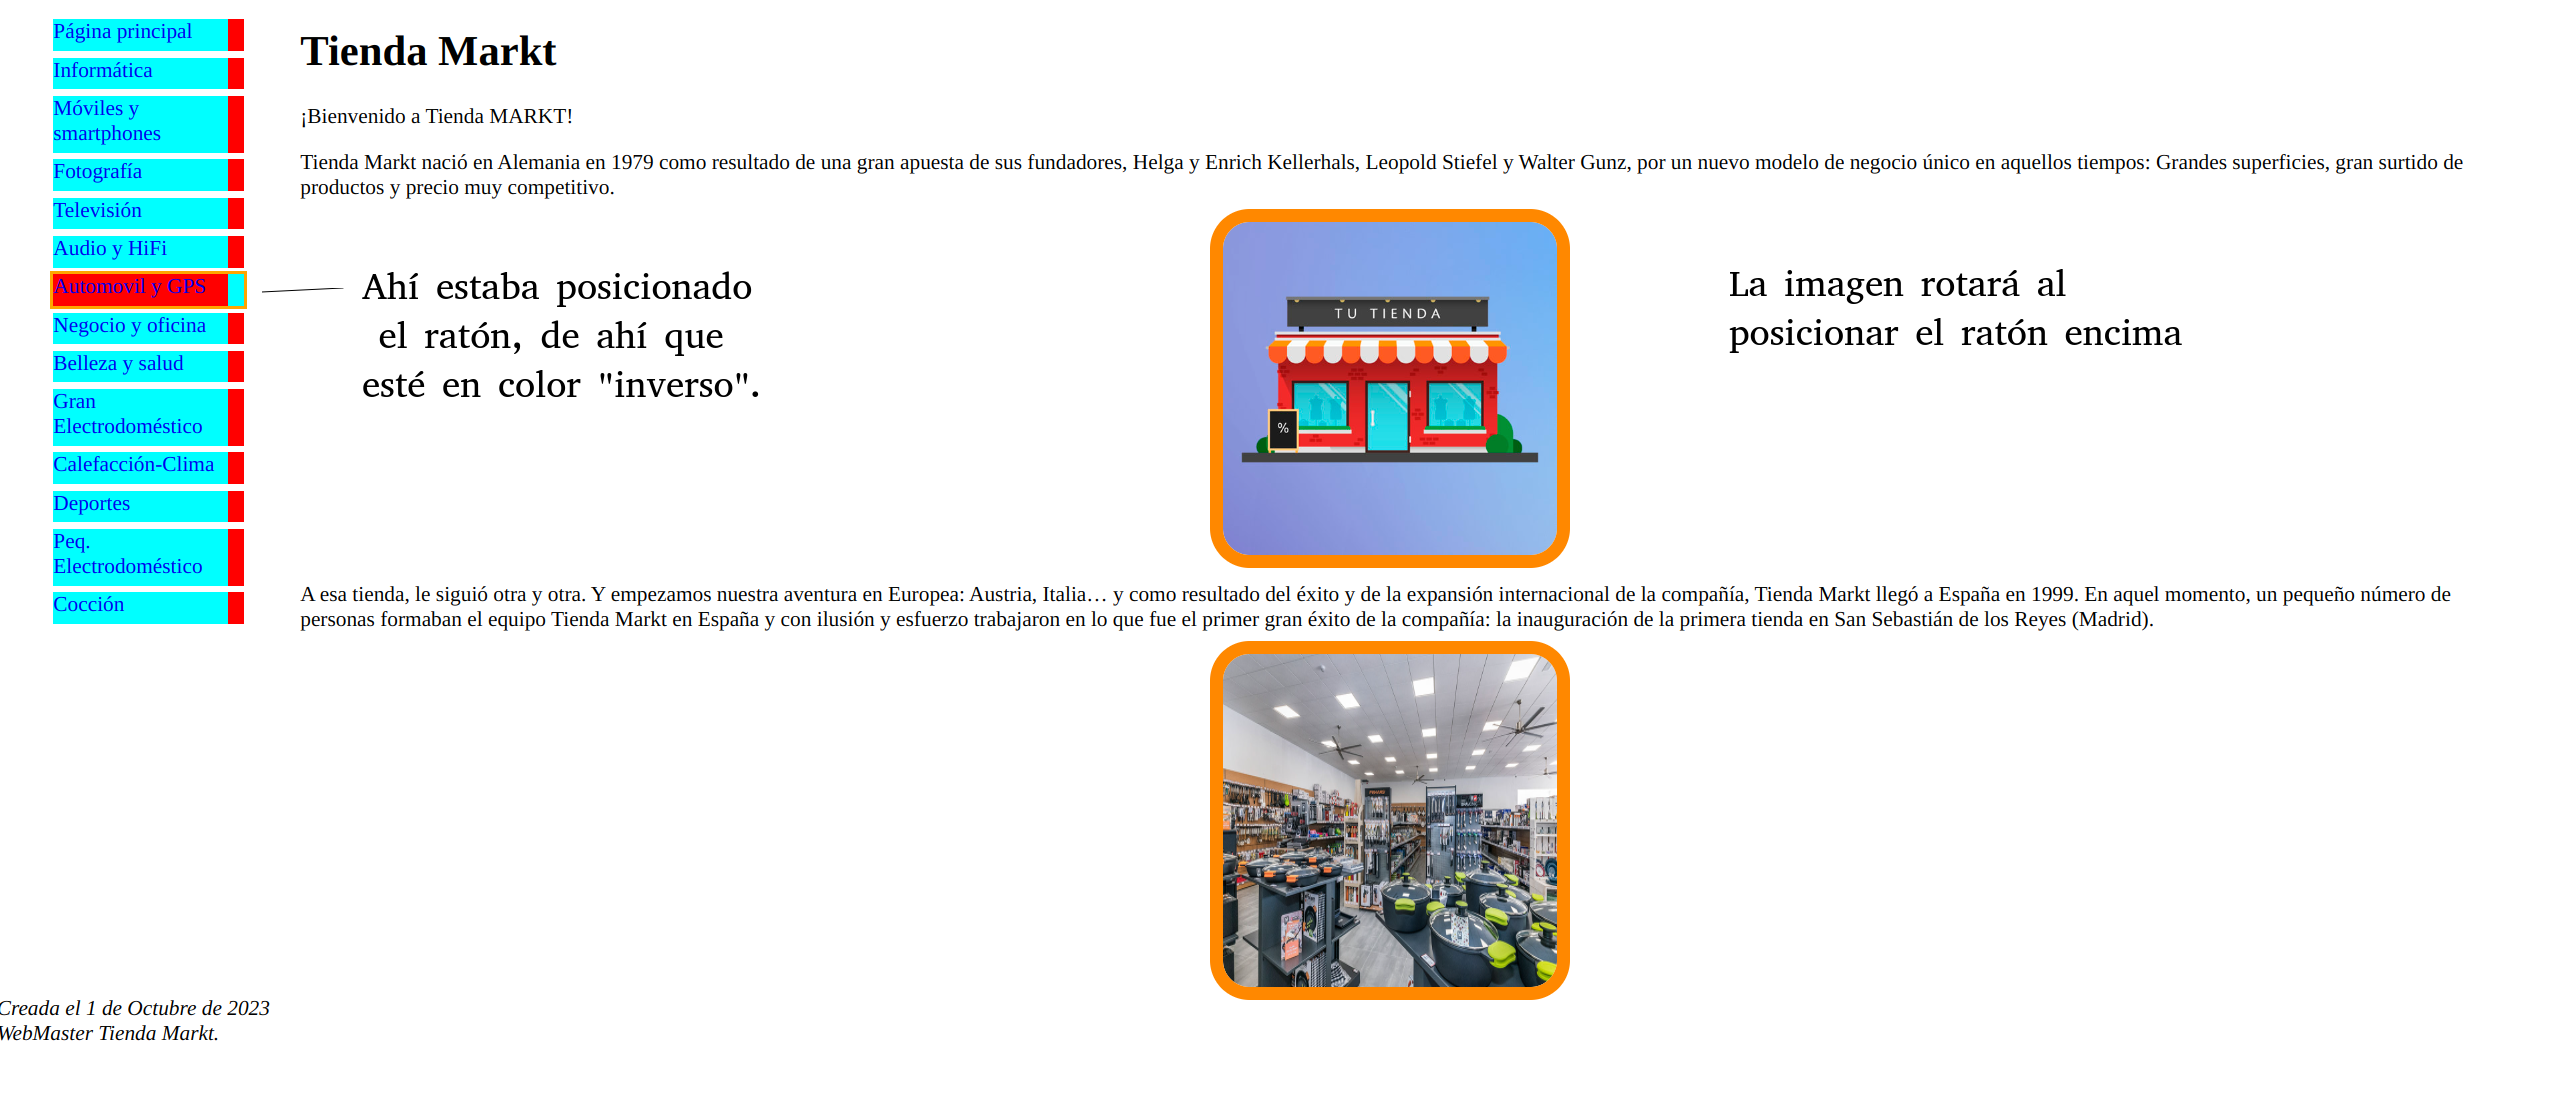 Página principal
Informática
Móviles y
smartphones
Fotografía
Televisión
Audio y HiFi
Automovil y GPS
Negocio y oficina
Belleza y salud
Gran
Electrodoméstico
Calefacción-Clima
Deportes
Peq.
Electrodoméstico
Cocción
Tienda Markt
¡Bienvenido a Tienda MARKT!
Tienda Markt nació en Alemania en 1979 como resultado de una gran apuesta de sus fundadores, Helga y Enrich Kellerhals, Leopold Stiefel y Walter Gunz, por un nuevo modelo de negocio único en aquellos tiempos: Grandes superficies, gran surtido de
productos y precio muy competitivo.
Ahí estaba posicionado
el ratón, de ahí que
esté en color "inverso".
TU TIENDA
%
La imagen rotará al
posicionar el ratón encima
A esa tienda, le siguió otra y otra. Y empezamos nuestra aventura en Europea: Austria, Italia… y como resultado del éxito y de la expansión internacional de la compañía, Tienda Markt llegó a España en 1999. En aquel momento, un pequeño número de
personas formaban el equipo Tienda Markt en España y con ilusión y esfuerzo trabajaron en lo que fue el primer gran éxito de la compañía: la inauguración de la primera tienda en San Sebastián de los Reyes (Madrid).
Creada el 1 de Octubre de 2023
WebMaster Tienda Markt.